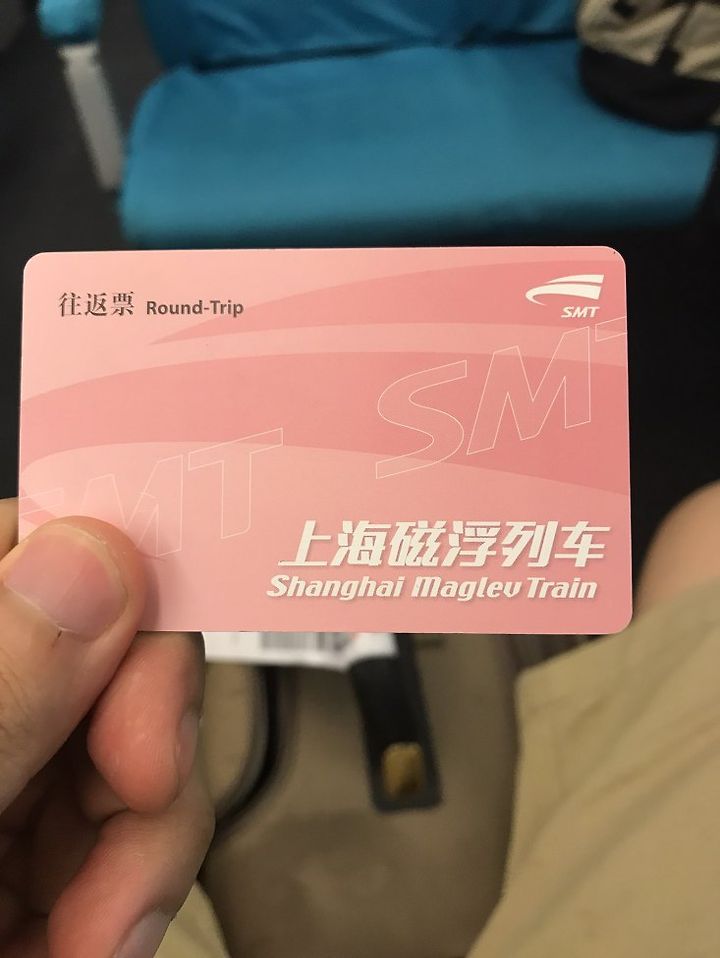 往返票 Round-Trip
SMT
SMT
SMT
上海磁浮列车
Shanghai Maglev Train